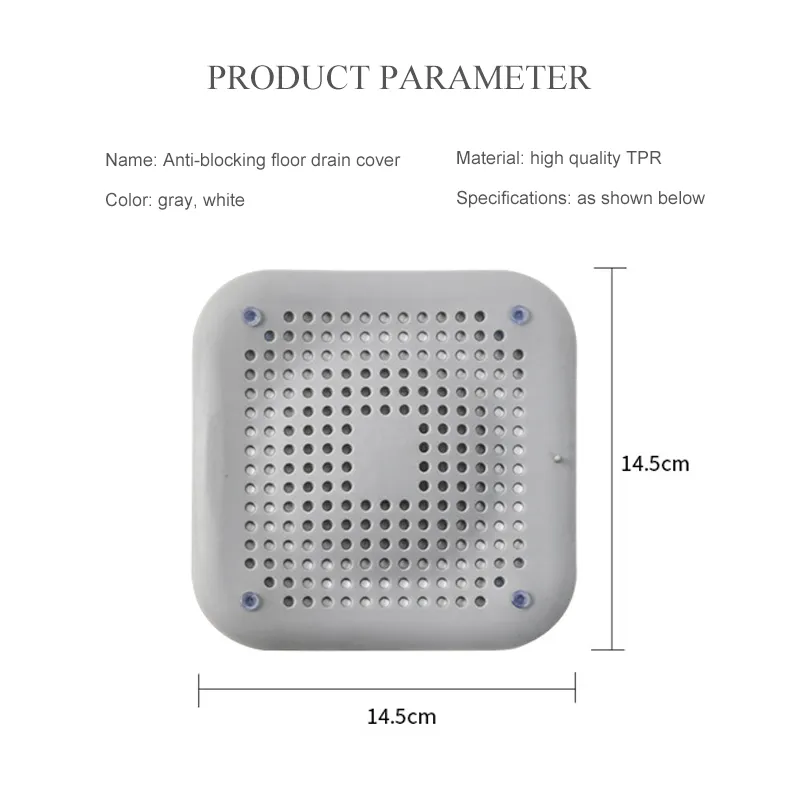 PRODUCT PARAMETER
Name: Anti-blocking floor drain cover
Material: high quality TPR
Color: gray, white
Specifications: as shown below
14.5cm
14.5cm